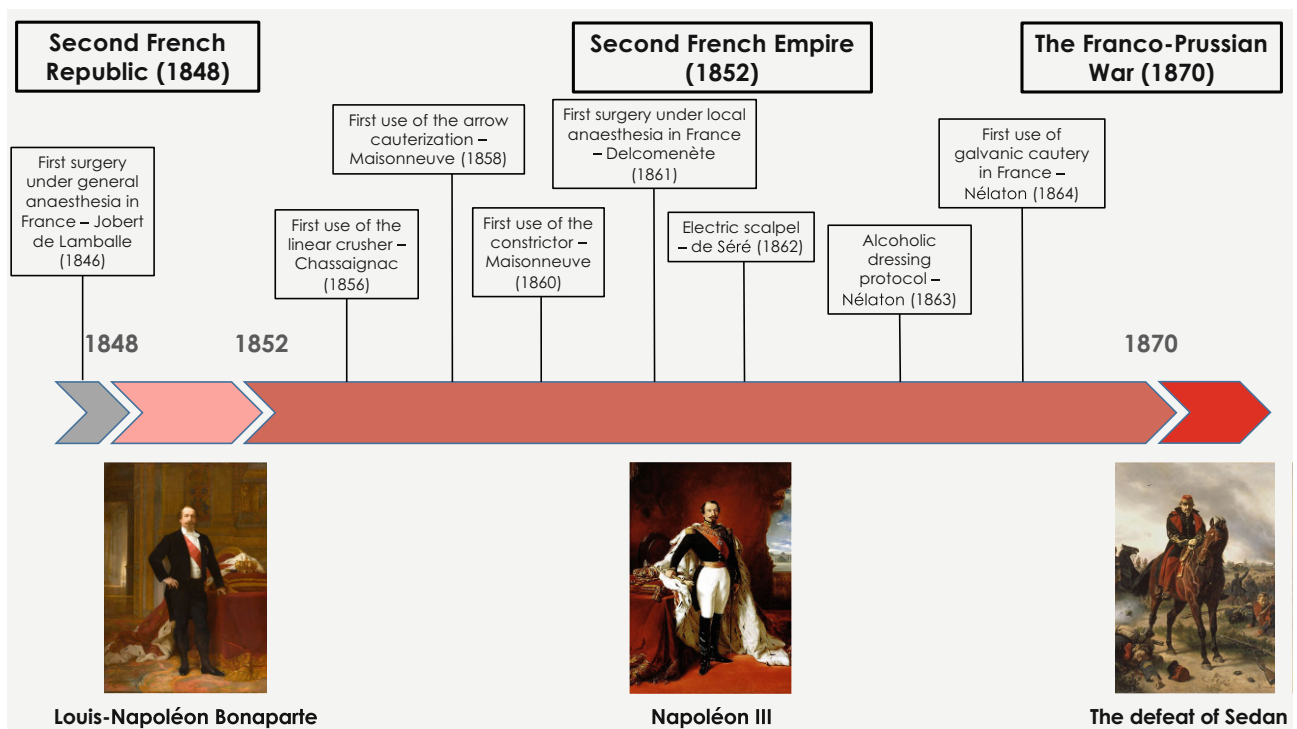 Second French
Republic (1848)
Second French Empire
(1852)
The Franco-Prussian
War (1870)
First surgery
under general
anaesthesia in
France – Jobert
de Lamballe
(1846)
First use of the
linear crusher –
Chassaignac
(1856)
First use of the arrow
cauterization –
Maisonneuve (1858)
First use of the
constrictor –
Maisonneuve
(1860)
First surgery under local
anaesthesia in France
– Delcomenète
(1861)
Electric scalpel
– de Séré (1862)
Alcoholic
dressing
protocol –
Nélaton (1863)
First use of
galvanic cautery
in France –
Nélaton (1864)
1848
1852
1870
Louis-Napoléon Bonaparte
Napoléon III
The defeat of Sedan